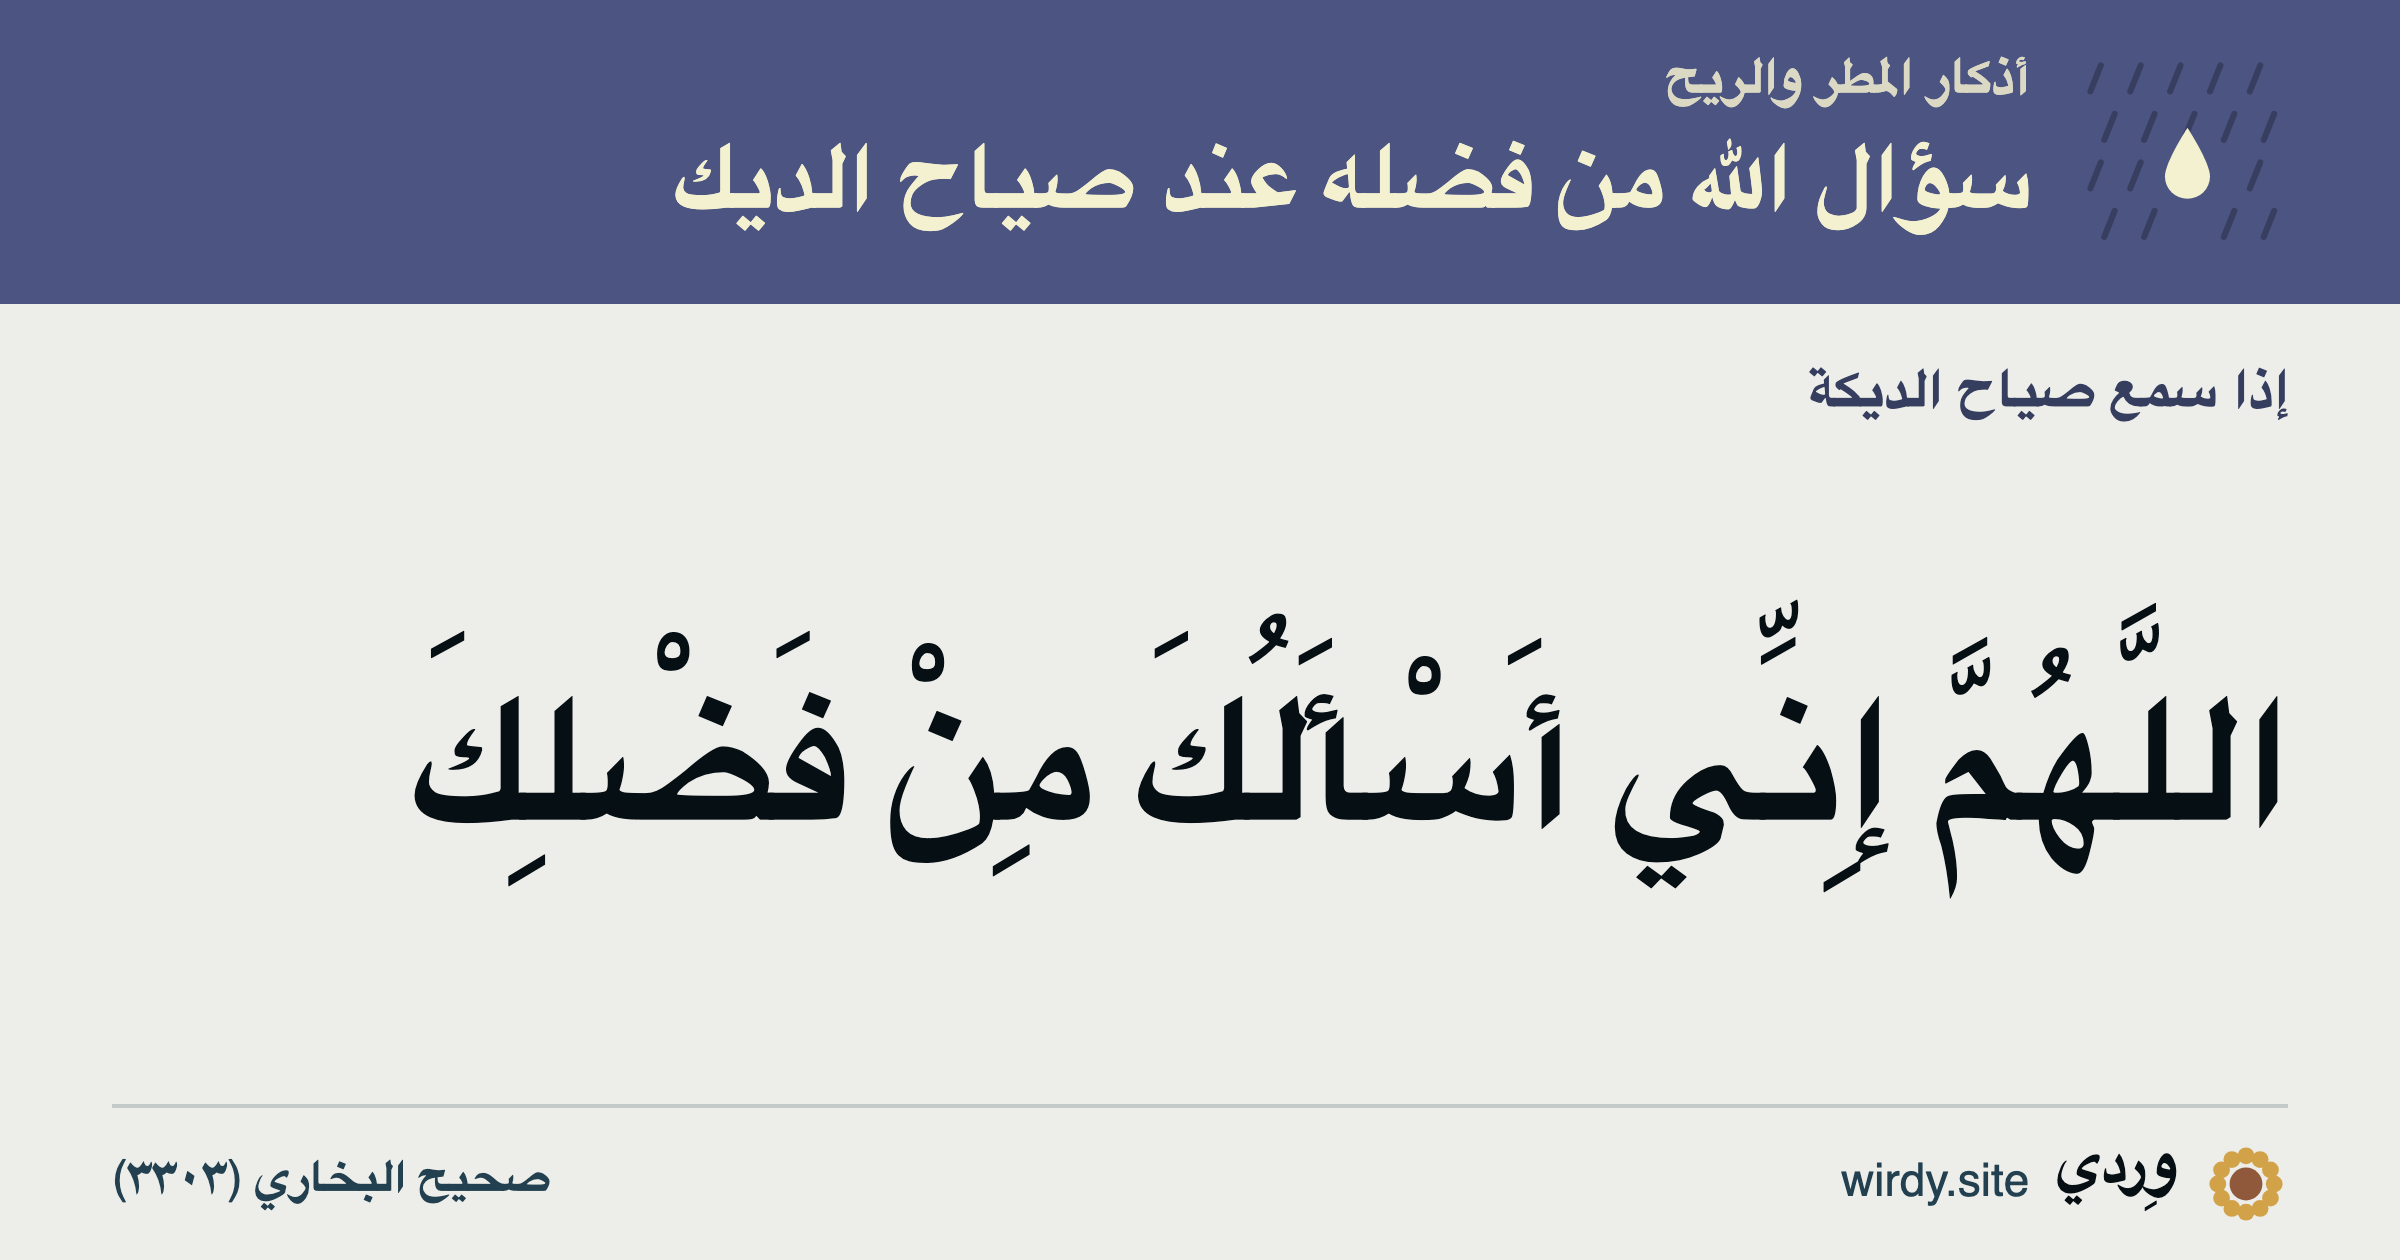 أذكار المطر والريح
سؤال الله من فضله عند صياح الديك
إذا سمع صياح الديكة
اللَّهُمَّ إِنِّي أَسْأَلُكَ مِنْ فَضْلِكَ
وِردي wirdy.site
صحيح البخاري (٣٣٠٣)